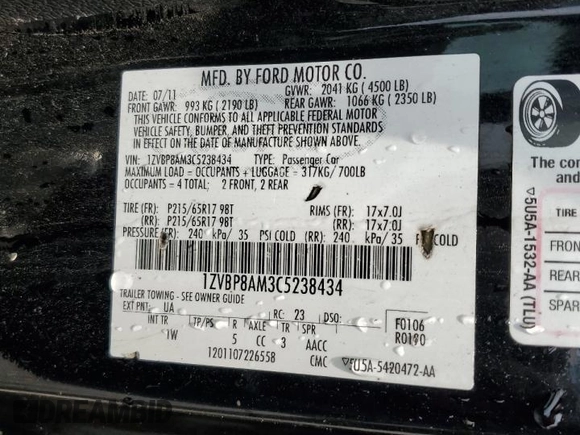 MFD. BY FORD MOTOR CO.
DATE: 07/11 GVWR: 2041 KG ( 4500 LB)
FRONT GAWR: 993 KG ( 2190 LB) REAR GAWR: 1066 KG ( 2350 LB)
THIS VEHICLE CONFORMS TO ALL APPLICABLE FEDERAL MOTOR
VEHICLE SAFETY, BUMPER, AND THEFT PREVENTION STANDARDS
IN EFFECT ON THE DATE OF MANUFACTURE SHOWN ABOVE.
VIN: 1ZVBP8AM3C5238434 TYPE: Passenger Car
MAXIMUM LOAD = OCCUPANTS + LUGGAGE = 317KG/ 700LB
OCCUPANTS = 4 TOTAL: 2 FRONT, 2 REAR
TIRE (FR): P215/65R17 98T RIMS (FR): 17x7.0J
(RR): P215/65R17 98T (RR): 17x7.0J
PRESSURE (FR): 240 kPa/ 35 PSI COLD (RR): 240 kPa/ 35 COLD
1ZVBP8AM3C5238434
TRAILER TOWING - SEE OWNER GUIDE
EXT PNT: UA RC: 23 DSO: F0106
INT TR TP/PS R AXLE TR SPR R0180
1W 5 CC 3 AACC
1201107226558 CMC ▽5U5A-5420472-AA
▽5U5A-1532-AA (TLU)
The con
TIRE
FRON
REAR
SPAR
DREAMBID